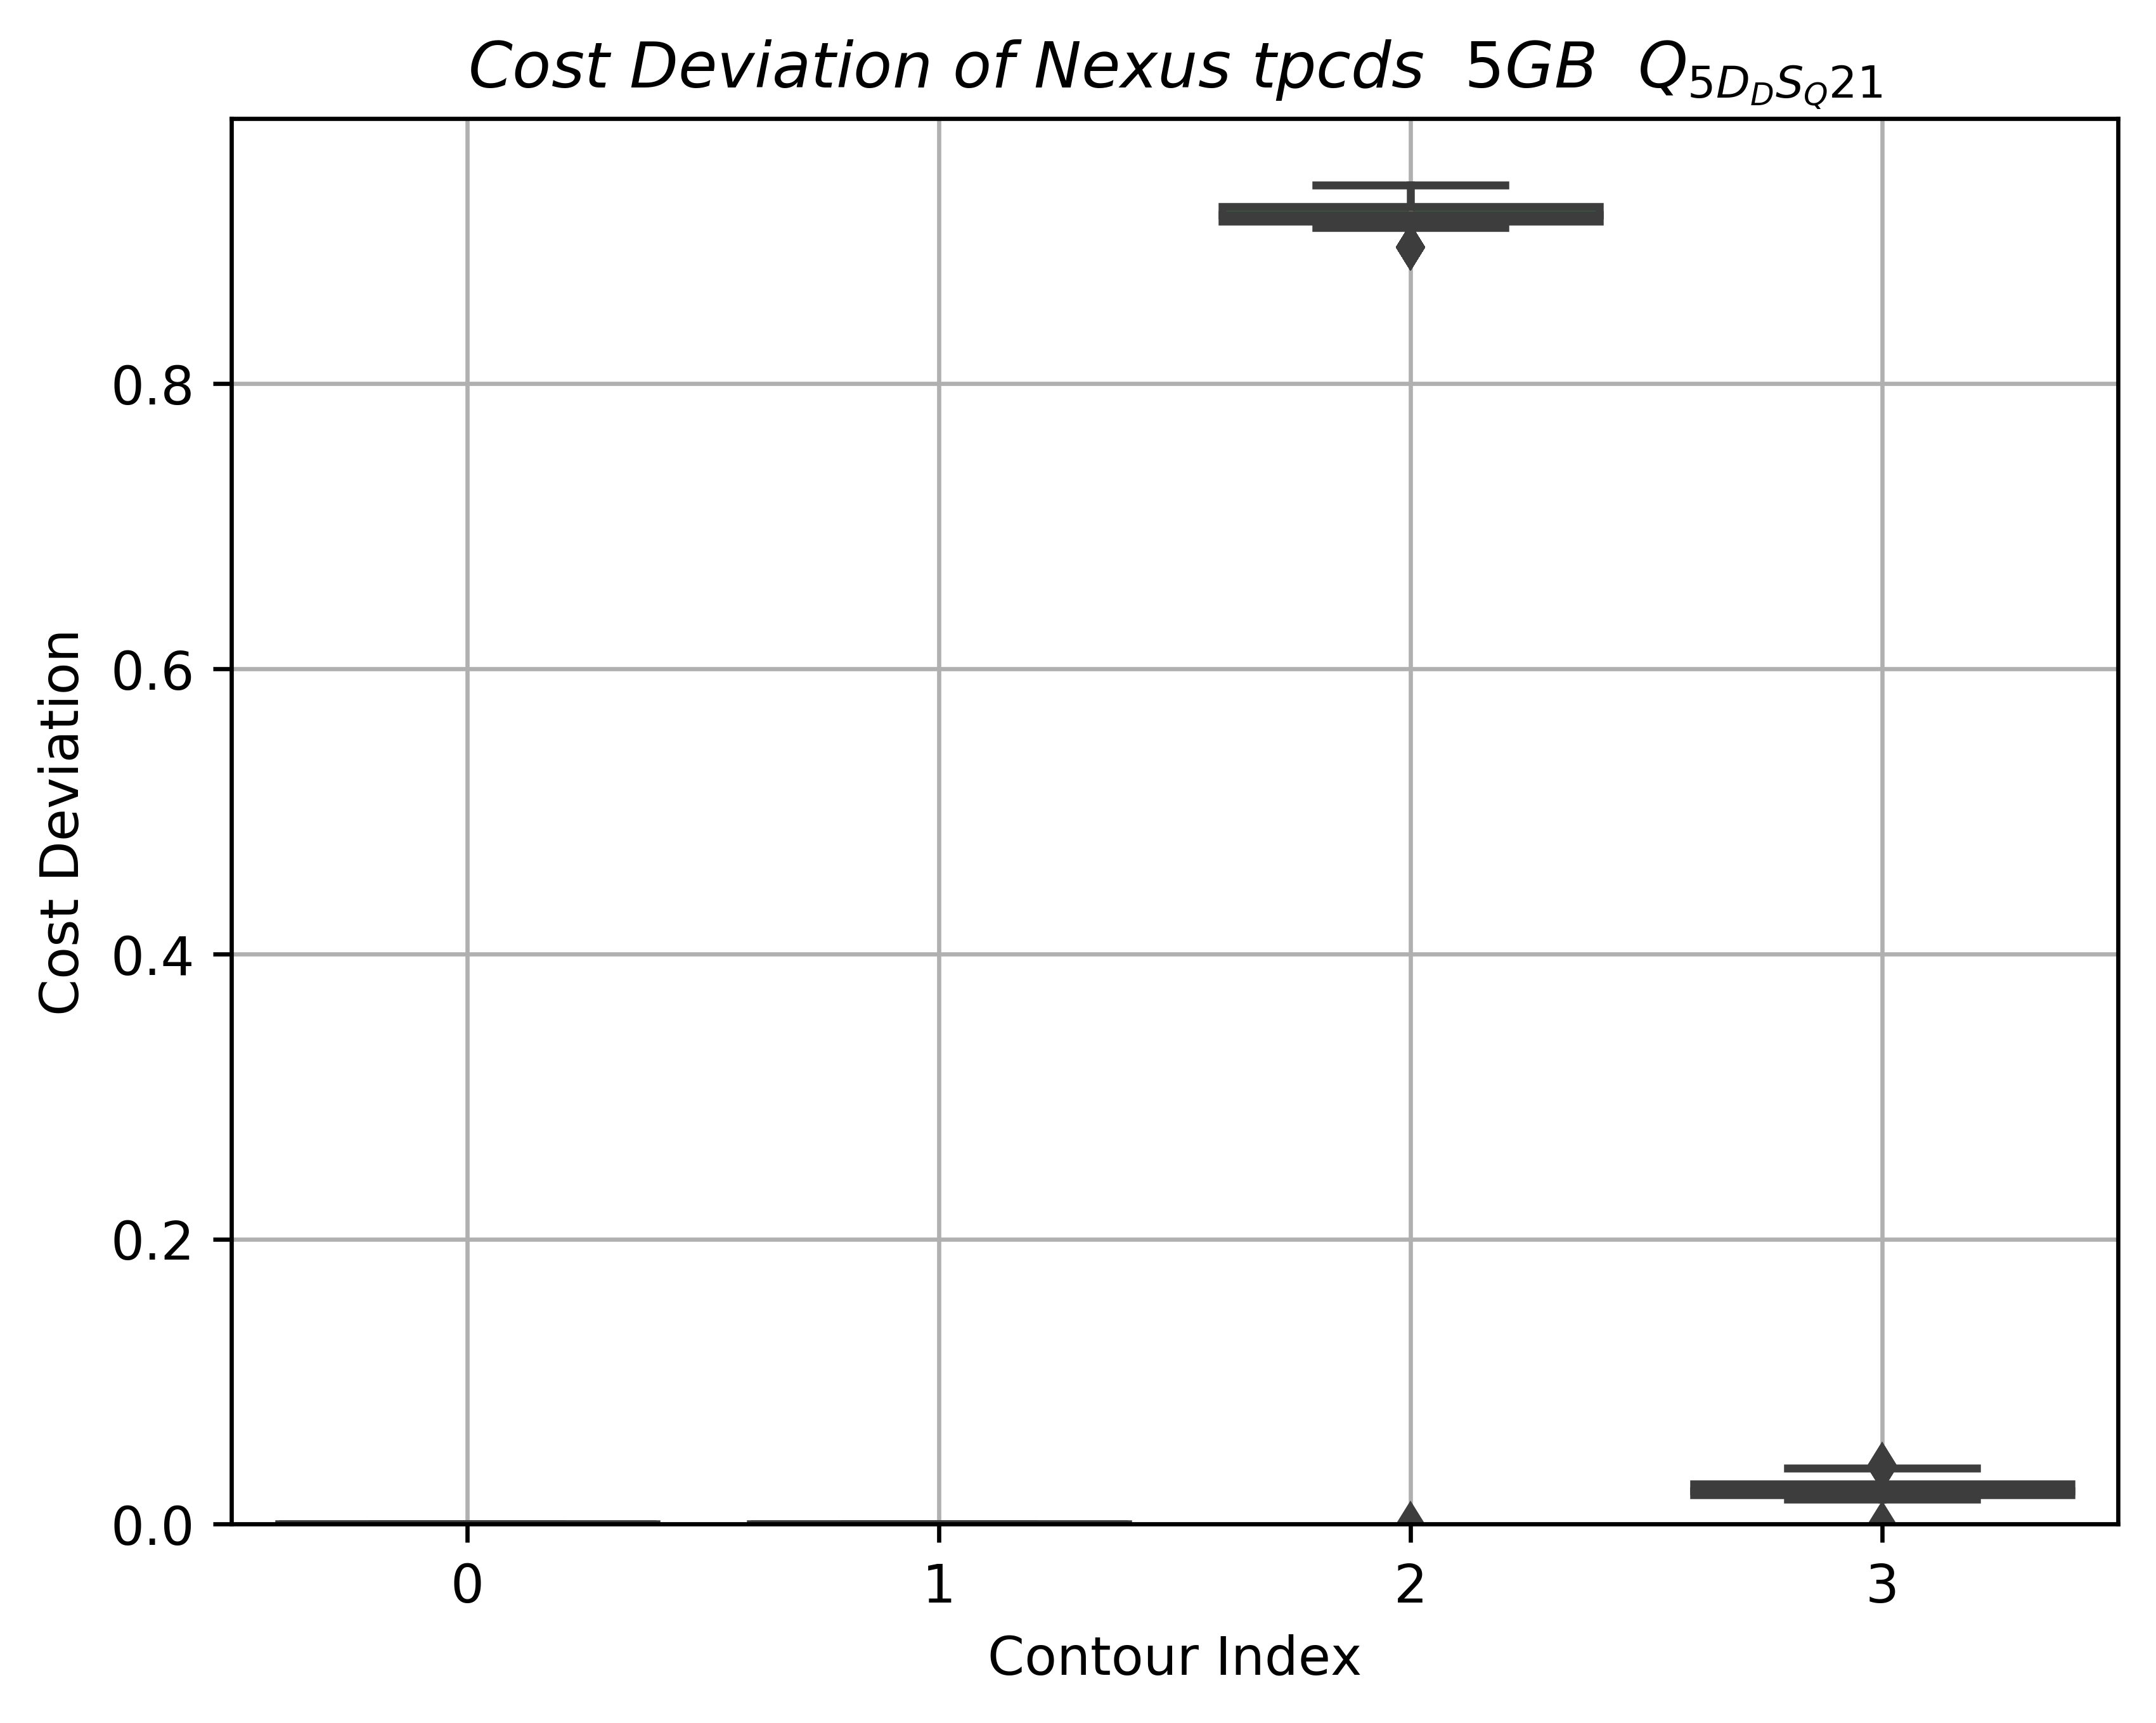 Cost Deviation of Nexus tpcds 5GB Q5DDSQ21
Cost Deviation
0.8
0.6
0.4
0.2
0.0
0 1 2 3
Contour Index